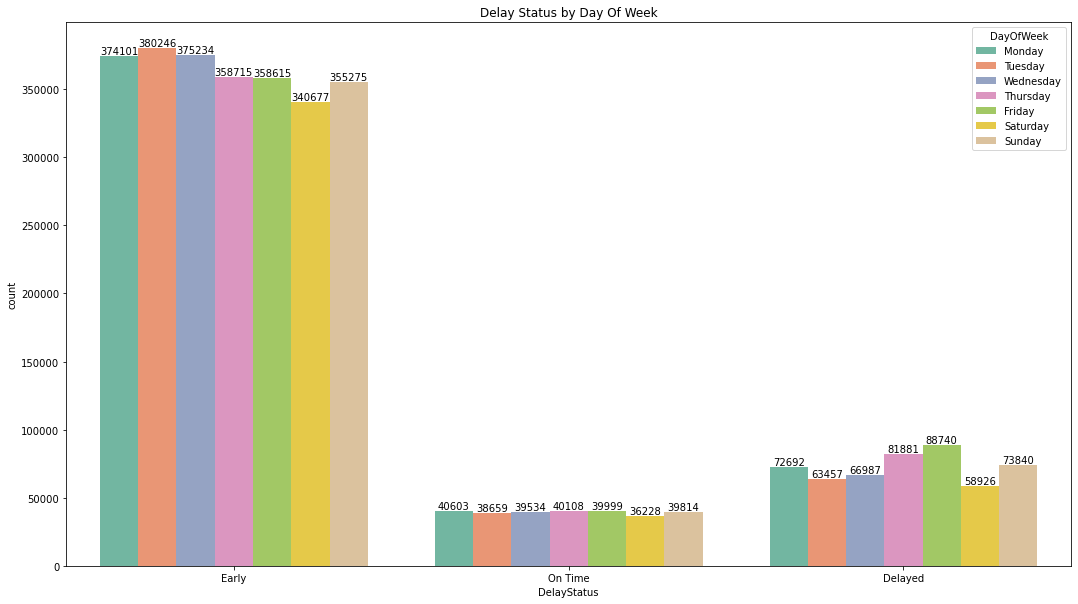 Delay Status by Day Of Week
DayOfWeek
Monday
Tuesday
Wednesday
Thursday
Friday
Saturday
Sunday
count
350000
300000
250000
200000
150000
100000
50000
0
374101
380246
375234
358715
358615
340677
355275
40603
38659
39534
40108
39999
36228
39814
72692
63457
66987
81881
88740
58926
73840
Early
On Time
Delayed
DelayStatus